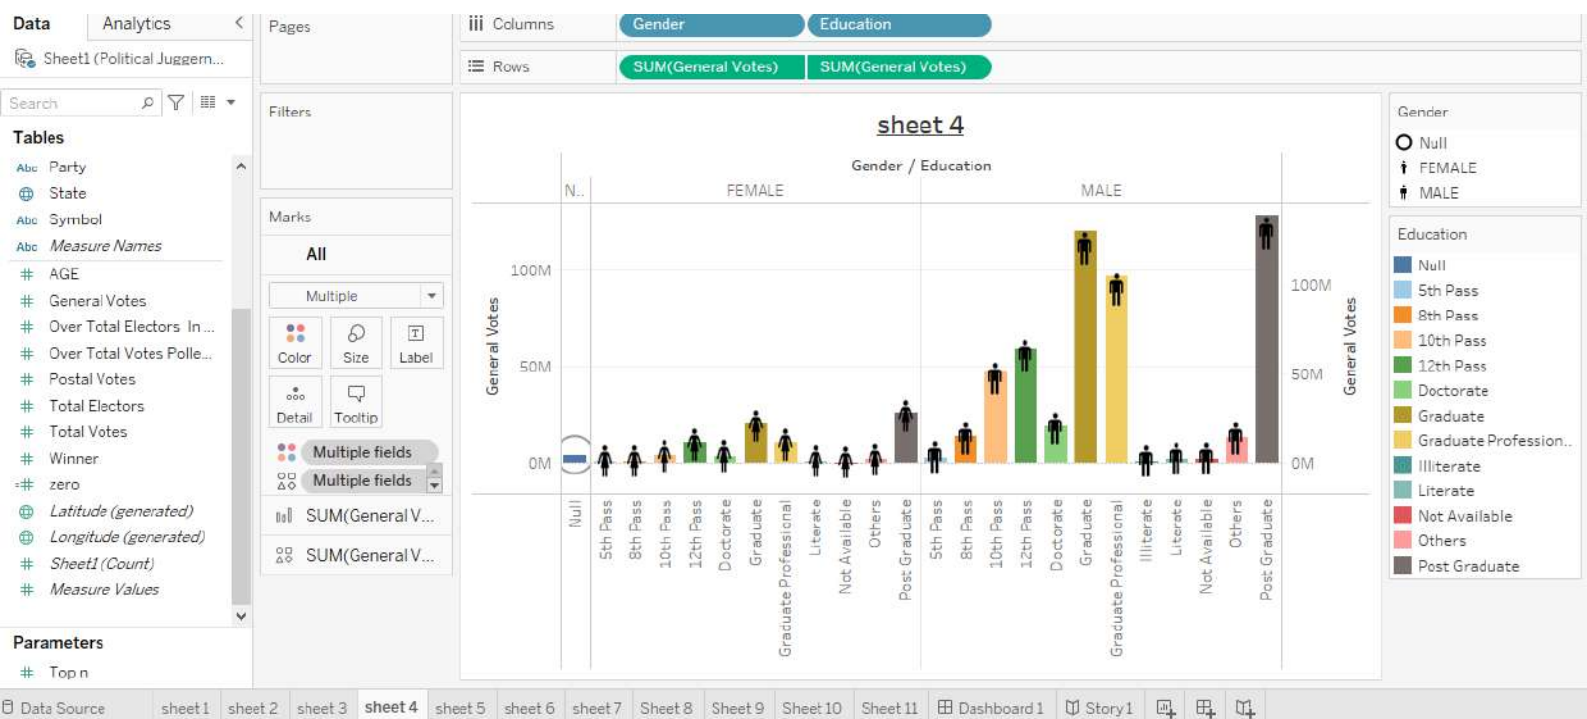 Data Analytics <
Sheet1 (Political Juggern...
Search
Tables
Abc Party
State
Abc Symbol
Abc Measure Names
# AGE
# General Votes
# Over Total Electors In ...
# Over Total Votes Polle...
# Postal Votes
# Total Electors
# Total Votes
# Winner
=# zero
Latitude (generated)
Longitude (generated)
# Sheet1 (Count)
# Measure Values
Parameters
# Top n
Pages
Filters
Marks
All
Multiple
Color Size Label
Detail Tooltip
Multiple fields
Multiple fields
SUM(General V...
SUM(General V...
Columns Gender Education
Rows SUM(General Votes) SUM(General Votes)
sheet 4
Gender / Education
N.. FEMALE MALE
General Votes
100M
50M
0M
100M
50M
0M
General Votes
Null
5th Pass
8th Pass
10th Pass
12th Pass
Doctorate
Graduate
Graduate Professional
Literate
Not Available
Others
Post Graduate
5th Pass
8th Pass
10th Pass
12th Pass
Doctorate
Graduate
Graduate Professional
Illiterate
Literate
Not Available
Others
Post Graduate
Gender
Null
FEMALE
MALE
Education
Null
5th Pass
8th Pass
10th Pass
12th Pass
Doctorate
Graduate
Graduate Profession...
Illiterate
Literate
Not Available
Others
Post Graduate
Data Source sheet 1 sheet 2 sheet 3 sheet 4 sheet 5 sheet 6 sheet 7 Sheet 8 Sheet 9 Sheet 10 Sheet 11 Dashboard 1 Story 1